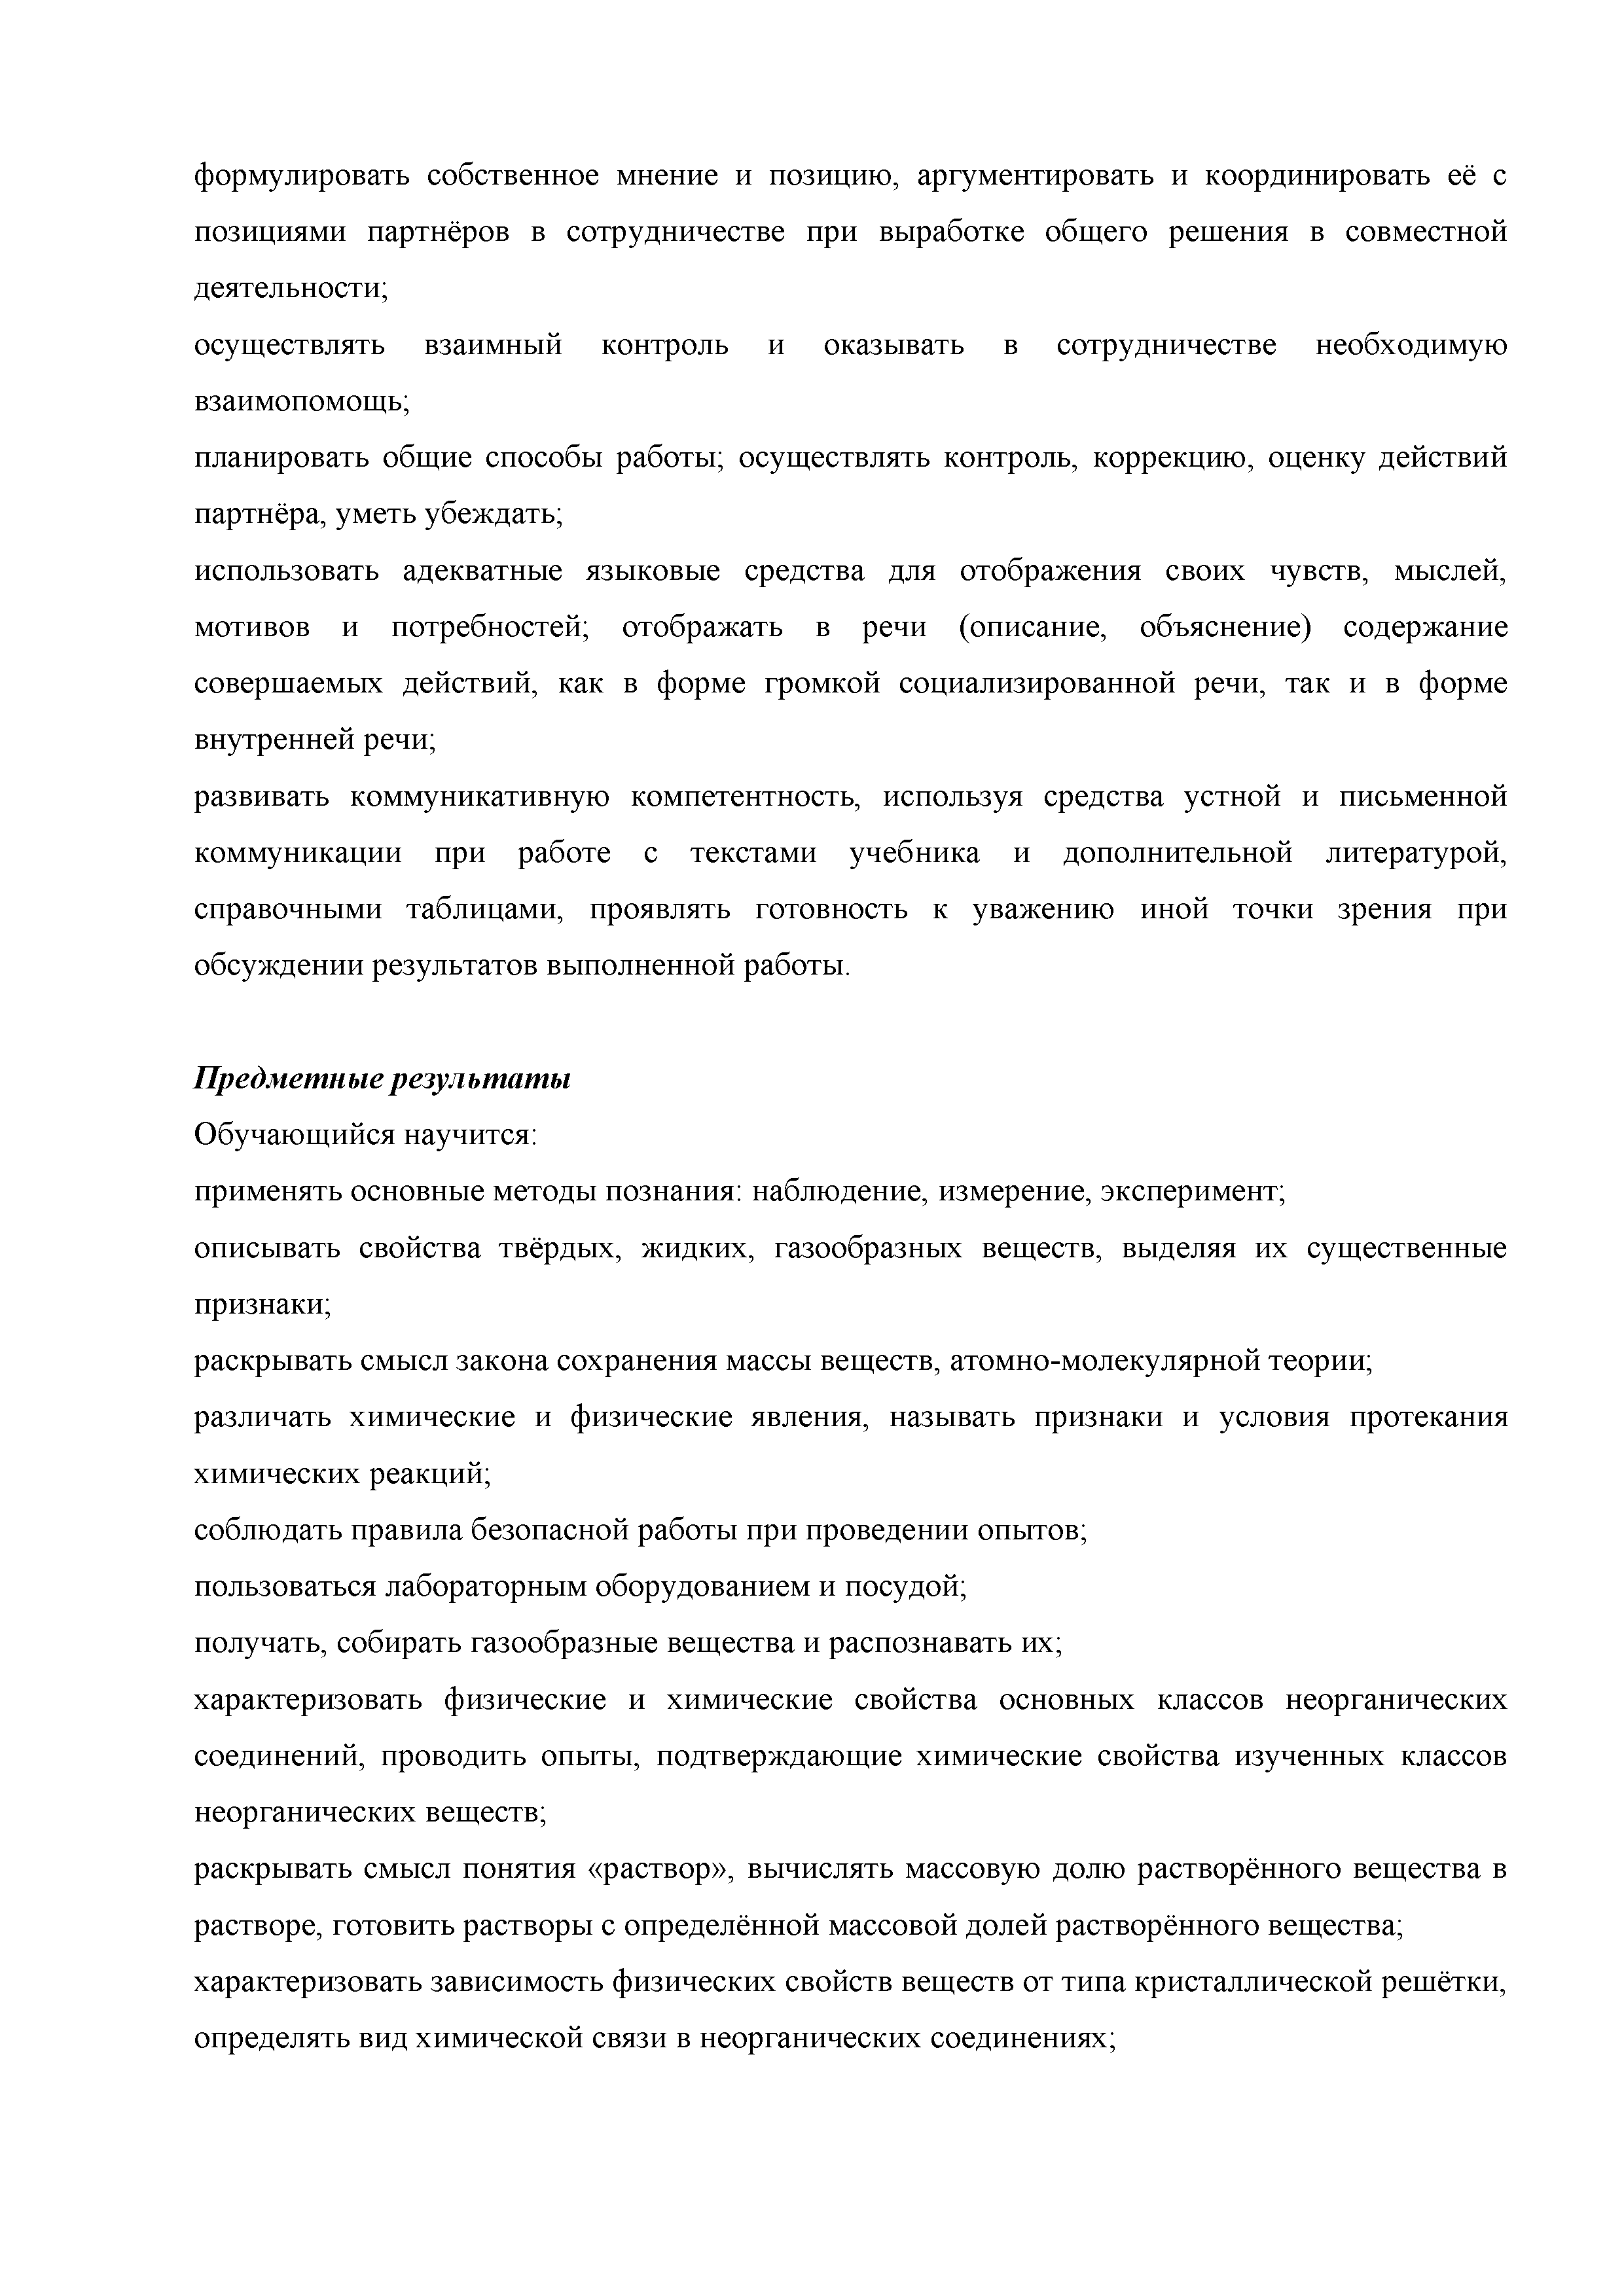 формулировать собственное мнение и позицию, аргументировать и координировать её с
позициями партнёров в сотрудничестве при выработке общего решения в совместной
деятельности;
осуществлять взаимный контроль и оказывать в сотрудничестве необходимую
взаимопомощь;
планировать общие способы работы; осуществлять контроль, коррекцию, оценку действий
партнёра, уметь убеждать;
использовать адекватные языковые средства для отображения своих чувств, мыслей,
мотивов и потребностей; отображать в речи (описание, объяснение) содержание
совершаемых действий, как в форме громкой социализированной речи, так и в форме
внутренней речи;
развивать коммуникативную компетентность, используя средства устной и письменной
коммуникации при работе с текстами учебника и дополнительной литературой,
справочными таблицами, проявлять готовность к уважению иной точки зрения при
обсуждении результатов выполненной работы.
Предметные результаты
Обучающийся научится:
применять основные методы познания: наблюдение, измерение, эксперимент;
описывать свойства твёрдых, жидких, газообразных веществ, выделяя их существенные
признаки;
раскрывать смысл закона сохранения массы веществ, атомно-молекулярной теории;
различать химические и физические явления, называть признаки и условия протекания
химических реакций;
соблюдать правила безопасной работы при проведении опытов;
пользоваться лабораторным оборудованием и посудой;
получать, собирать газообразные вещества и распознавать их;
характеризовать физические и химические свойства основных классов неорганических
соединений, проводить опыты, подтверждающие химические свойства изученных классов
неорганических веществ;
раскрывать смысл понятия «раствор», вычислять массовую долю растворённого вещества в
растворе, готовить растворы с определённой массовой долей растворённого вещества;
характеризовать зависимость физических свойств веществ от типа кристаллической решётки,
определять вид химической связи в неорганических соединениях;